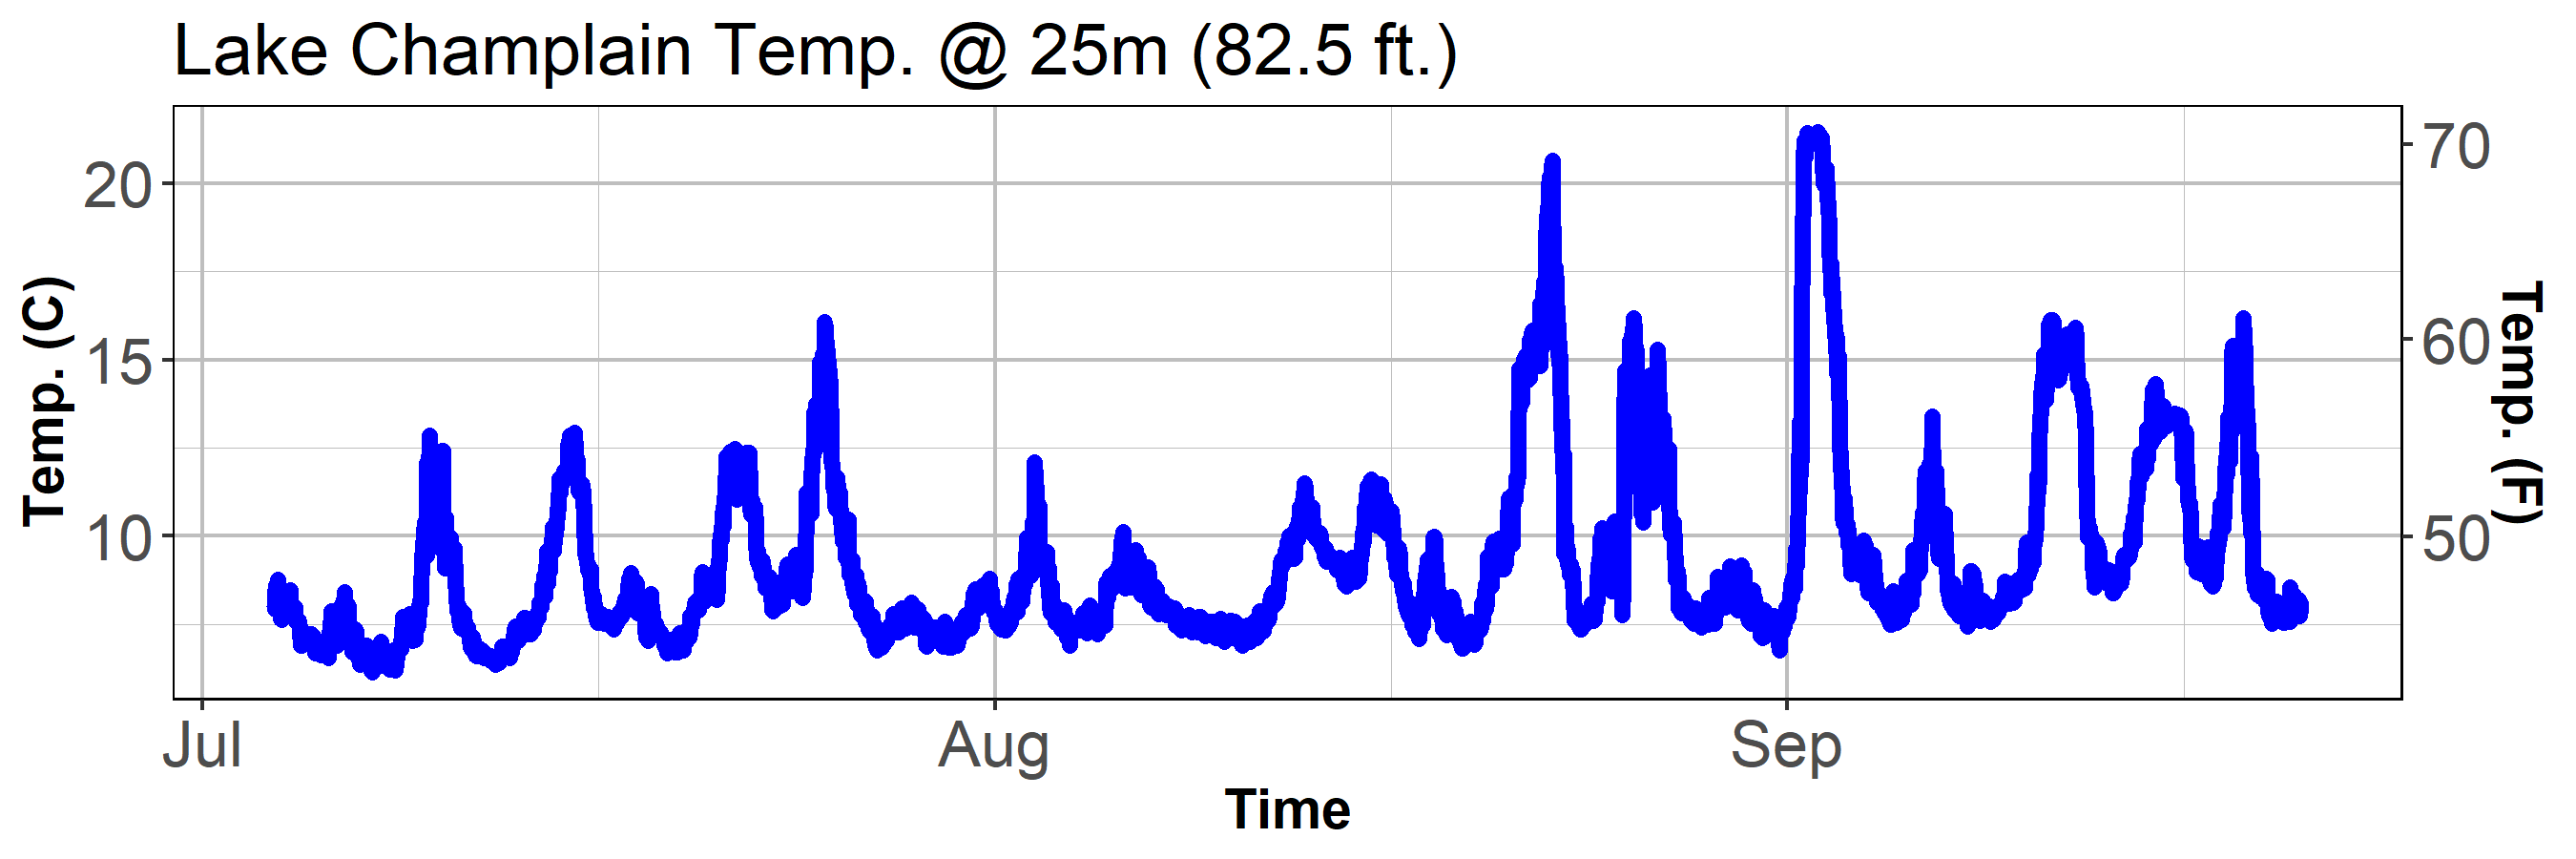 Lake Champlain Temp. @ 25m (82.5 ft.)
Temp. (C)
20
15
10
70
60
50
Temp. (F)
Jul Aug Sep
Time